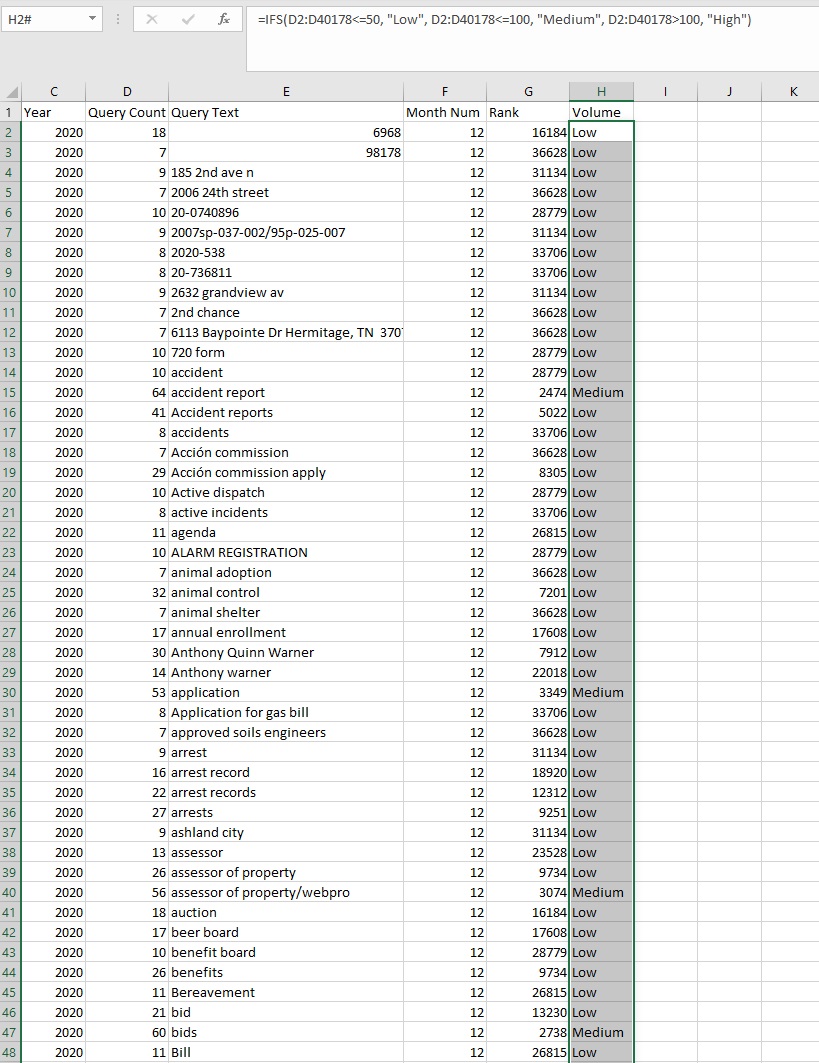 H2#
fx
=IFS(D2:D40178<=50, "Low", D2:D40178<=100, "Medium", D2:D40178>100, "High")
C D E F G H I J K
1 Year Query Count Query Text Month Num Rank Volume
2 2020 18 6968 12 16184 Low
3 2020 7 98178 12 36628 Low
4 2020 9 185 2nd ave n 12 31134 Low
5 2020 7 2006 24th street 12 36628 Low
6 2020 10 20-0740896 12 28779 Low
7 2020 9 2007sp-037-002/95p-025-007 12 31134 Low
8 2020 8 2020-538 12 33706 Low
9 2020 8 20-736811 12 33706 Low
10 2020 9 2632 grandview av 12 31134 Low
11 2020 7 2nd chance 12 36628 Low
12 2020 7 6113 Baypointe Dr Hermitage, TN 12 36628 Low
13 2020 10 720 form 12 28779 Low
14 2020 10 accident 12 28779 Low
15 2020 64 accident report 12 2474 Medium
16 2020 41 Accident reports 12 5022 Low
17 2020 8 accidents 12 33706 Low
18 2020 7 Acción commission 12 36628 Low
19 2020 29 Acción commission apply 12 8305 Low
20 2020 10 Active dispatch 12 28779 Low
21 2020 8 active incidents 12 33706 Low
22 2020 11 agenda 12 26815 Low
23 2020 10 ALARM REGISTRATION 12 28779 Low
24 2020 7 animal adoption 12 36628 Low
25 2020 32 animal control 12 7201 Low
26 2020 7 animal shelter 12 36628 Low
27 2020 17 annual enrollment 12 17608 Low
28 2020 30 Anthony Quinn Warner 12 7912 Low
29 2020 14 Anthony warner 12 22018 Low
30 2020 53 application 12 3349 Medium
31 2020 8 Application for gas bill 12 33706 Low
32 2020 7 approved soils engineers 12 36628 Low
33 2020 9 arrest 12 31134 Low
34 2020 16 arrest record 12 18920 Low
35 2020 22 arrest records 12 12312 Low
36 2020 27 arrests 12 9251 Low
37 2020 9 ashland city 12 31134 Low
38 2020 13 assessor 12 23528 Low
39 2020 26 assessor of property 12 9734 Low
40 2020 56 assessor of property/webpro 12 3074 Medium
41 2020 18 auction 12 16184 Low
42 2020 17 beer board 12 17608 Low
43 2020 10 benefit board 12 28779 Low
44 2020 26 benefits 12 9734 Low
45 2020 11 Bereavement 12 26815 Low
46 2020 21 bid 12 13230 Low
47 2020 60 bids 12 2738 Medium
48 2020 11 Bill 12 26815 Low